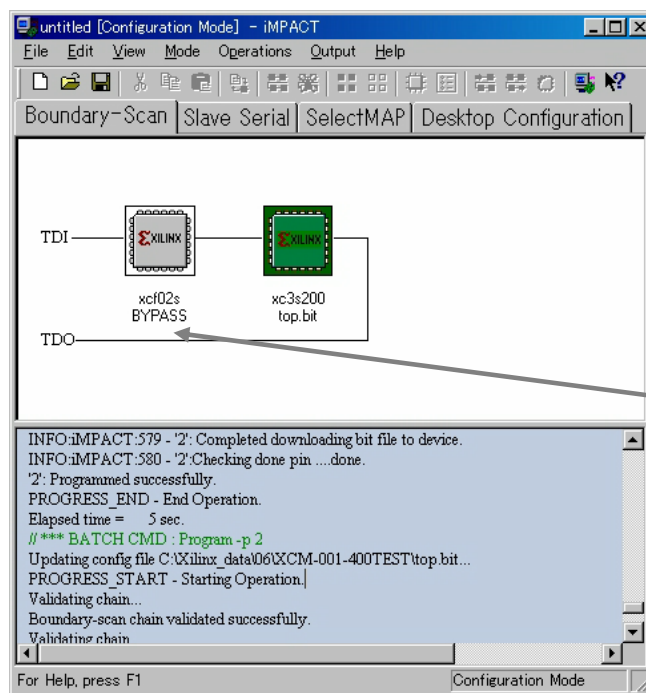 untitled [Configuration Mode] - iMPACT
File Edit View Mode Operations Output Help
Boundary-Scan Slave Serial SelectMAP Desktop Configuration
TDI XILINX XILINX
xcf02s xc3s200
BYPASS top.bit
TDO
INFO:iMPACT:579 - '2': Completed downloading bit file to device.
INFO:iMPACT:580 - '2':Checking done pin ....done.
'2': Programmed successfully.
PROGRESS_END - End Operation.
Elapsed time = 5 sec.
// *** BATCH CMD : Program -p 2
Updating config file C:\Xilinx_data\06\XCM-001-400TEST\top.bit...
PROGRESS_START - Starting Operation.
Validating chain...
Boundary-scan chain validated successfully.
Validating chain
For Help, press F1 Configuration Mode